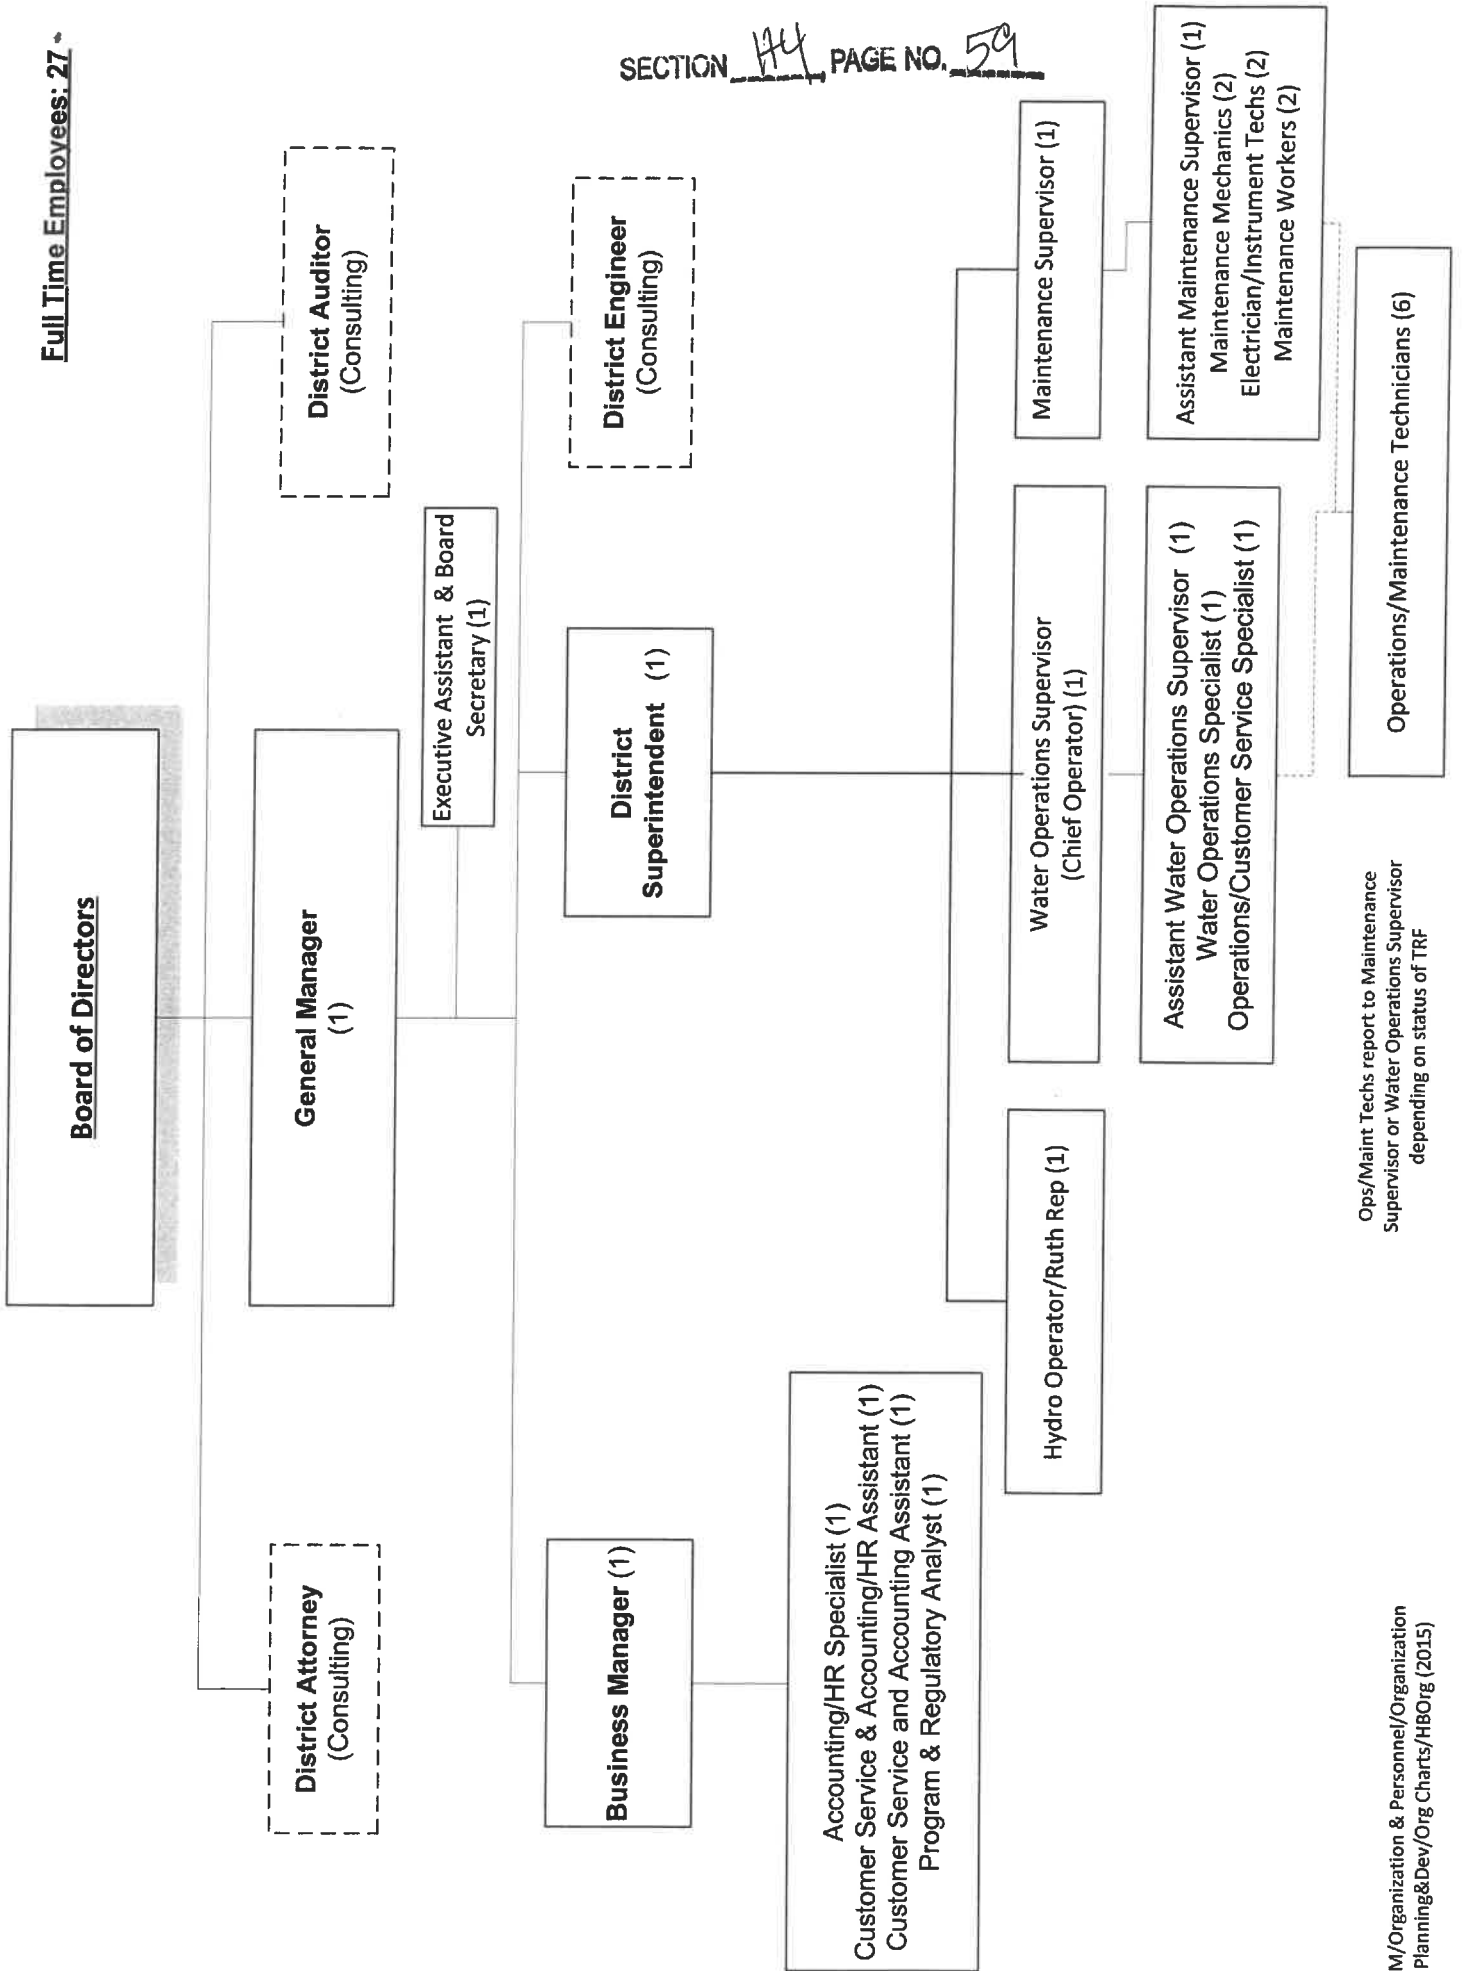 SECTION H4 PAGE NO. 59
Full Time Employees: 27
Board of Directors
District Attorney
(Consulting)
General Manager
(1)
District Auditor
(Consulting)
Executive Assistant & Board
Secretary (1)
Business Manager (1)
District
Superintendent (1)
District Engineer
(Consulting)
Accounting/HR Specialist (1)
Customer Service & Accounting/HR Assistant (1)
Customer Service and Accounting Assistant (1)
Program & Regulatory Analyst (1)
Hydro Operator/Ruth Rep (1)
Water Operations Supervisor
(Chief Operator) (1)
Maintenance Supervisor (1)
Assistant Water Operations Supervisor (1)
Water Operations Specialist (1)
Operations/Customer Service Specialist (1)
Assistant Maintenance Supervisor (1)
Maintenance Mechanics (2)
Electrician/Instrument Techs (2)
Maintenance Workers (2)
Operations/Maintenance Technicians (6)
Ops/Maint Techs report to Maintenance
Supervisor or Water Operations Supervisor
depending on status of TRF
M/Organization & Personnel/Organization
Planning&Dev/Org Charts/HBOrg (2015)